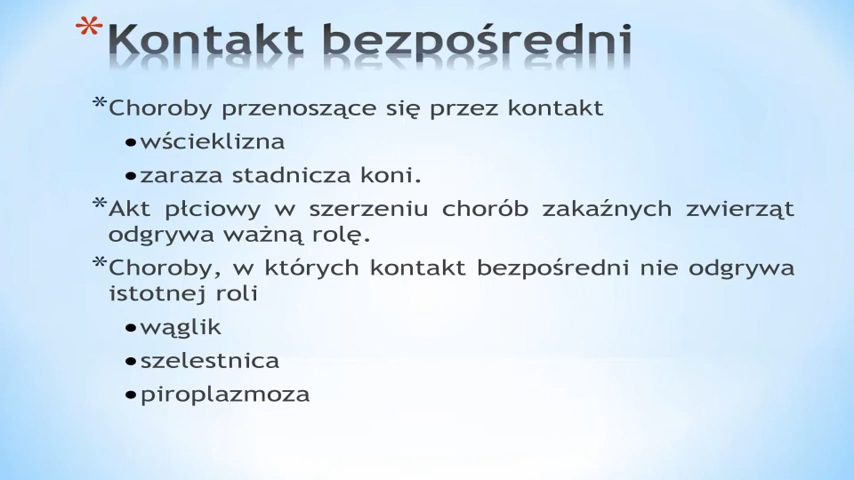 *Kontakt bezpośredni
*Choroby przenoszące się przez kontakt
•wścieklizna
•zaraza stadnicza koni.
*Akt płciowy w szerzeniu chorób zakaźnych zwierząt
odgrywa ważną rolę.
*Choroby, w których kontakt bezpośredni nie odgrywa
istotnej roli
•wąglik
•szelestnica
•piroplazmoza